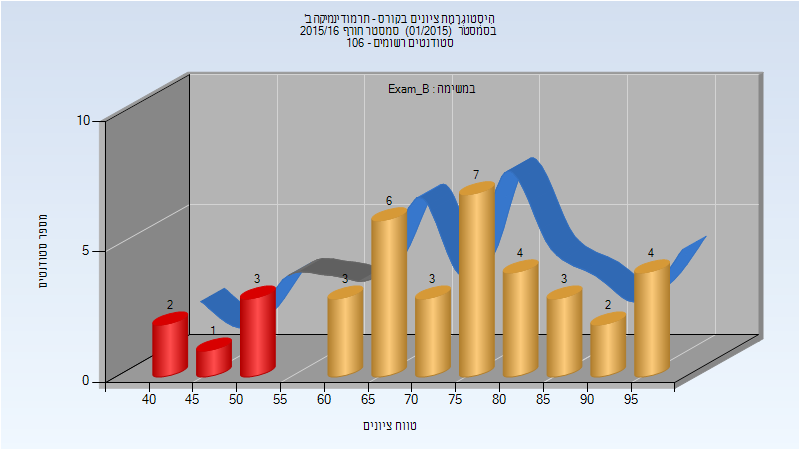 היסטוגרמת ציונים בקורס - תרמודינמיקה ב'
בסמסטר (01/2015) סמסטר חורף 2015/16
סטודנטים רשומים - 106
במשימה : Exam_B
מספר סטודנטים
10
5
0
2
1
3
3
6
3
7
4
3
2
4
40 45 50 55 60 65 70 75 80 85 90 95
טווח ציונים